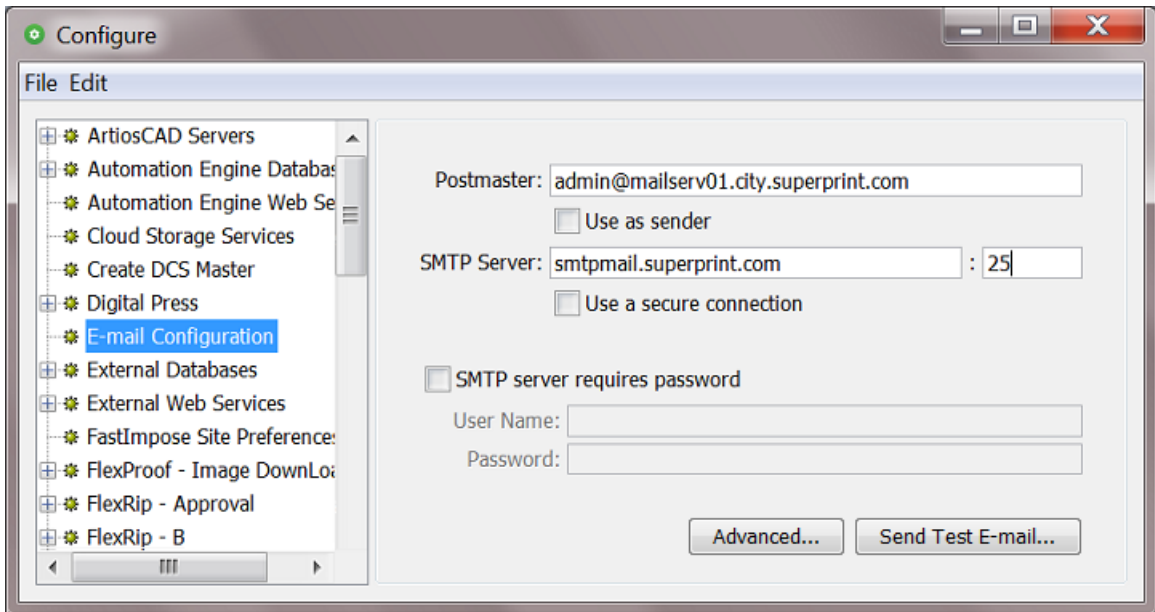 Configure
File Edit
ArtiosCAD Servers
Automation Engine Databas
Automation Engine Web Se
Cloud Storage Services
Create DCS Master
Digital Press
E-mail Configuration
External Databases
External Web Services
FastImpose Site Preferences
FlexProof - Image DownLoa
FlexRip - Approval
FlexRip - B
Postmaster: admin@mailserv01.city.superprint.com
Use as sender
SMTP Server: smtpmail.superprint.com : 25
Use a secure connection
SMTP server requires password
User Name:
Password:
Advanced... Send Test E-mail...